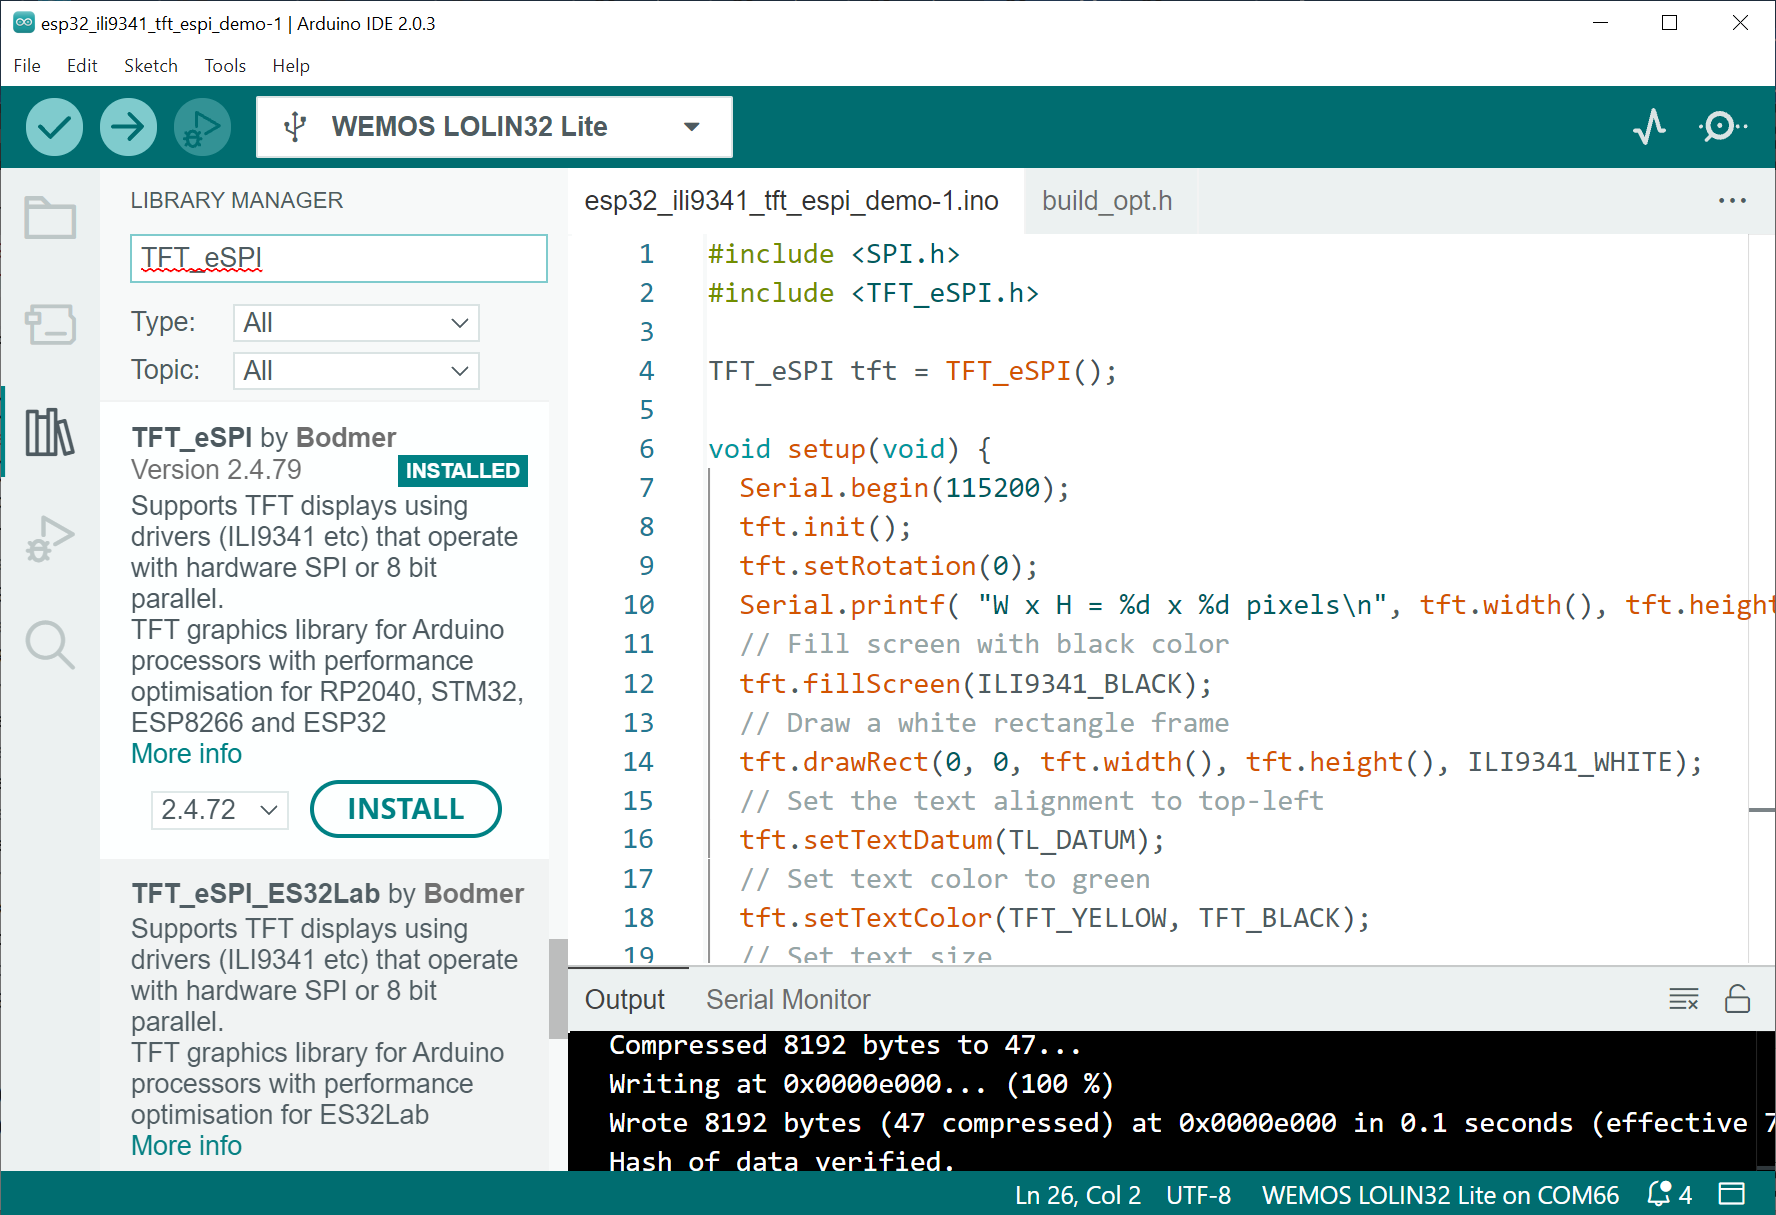 esp32_ili9341_tft_espi_demo-1 | Arduino IDE 2.0.3
File Edit Sketch Tools Help
WEMOS LOLIN32 Lite
LIBRARY MANAGER
TFT_eSPI
Type: All
Topic: All
TFT_eSPI by Bodmer
Version 2.4.79 INSTALLED
Supports TFT displays using
drivers (ILI9341 etc) that operate
with hardware SPI or 8 bit
parallel.
TFT graphics library for Arduino
processors with performance
optimisation for RP2040, STM32,
ESP8266 and ESP32
More info
2.4.72 INSTALL
TFT_eSPI_ES32Lab by Bodmer
Supports TFT displays using
drivers (ILI9341 etc) that operate
with hardware SPI or 8 bit
parallel.
TFT graphics library for Arduino
processors with performance
optimisation for ES32Lab
More info
esp32_ili9341_tft_espi_demo-1.ino build_opt.h
1 #include <SPI.h>
2 #include <TFT_eSPI.h>
3
4 TFT_eSPI tft = TFT_eSPI();
5
6 void setup(void) {
7 Serial.begin(115200);
8 tft.init();
9 tft.setRotation(0);
10 Serial.printf( "W x H = %d x %d pixels\n", tft.width(), tft.height
11 // Fill screen with black color
12 tft.fillScreen(ILI9341_BLACK);
13 // Draw a white rectangle frame
14 tft.drawRect(0, 0, tft.width(), tft.height(), ILI9341_WHITE);
15 // Set the text alignment to top-left
16 tft.setTextDatum(TL_DATUM);
17 // Set text color to green
18 tft.setTextColor(TFT_YELLOW, TFT_BLACK);
19 // Set text size
Output Serial Monitor
Compressed 8192 bytes to 47...
Writing at 0x0000e000... (100 %)
Wrote 8192 bytes (47 compressed) at 0x0000e000 in 0.1 seconds (effective 7
Hash of data verified.
Ln 26, Col 2 UTF-8 WEMOS LOLIN32 Lite on COM66 4